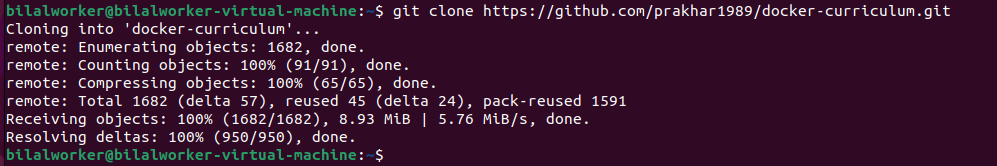 bilalworker@bilalworker-virtual-machine:~$ git clone https://github.com/prakhar1989/docker-curriculum.git
Cloning into 'docker-curriculum'...
remote: Enumerating objects: 1682, done.
remote: Counting objects: 100% (91/91), done.
remote: Compressing objects: 100% (65/65), done.
remote: Total 1682 (delta 57), reused 45 (delta 24), pack-reused 1591
Receiving objects: 100% (1682/1682), 8.93 MiB | 5.76 MiB/s, done.
Resolving deltas: 100% (950/950), done.
bilalworker@bilalworker-virtual-machine:~$